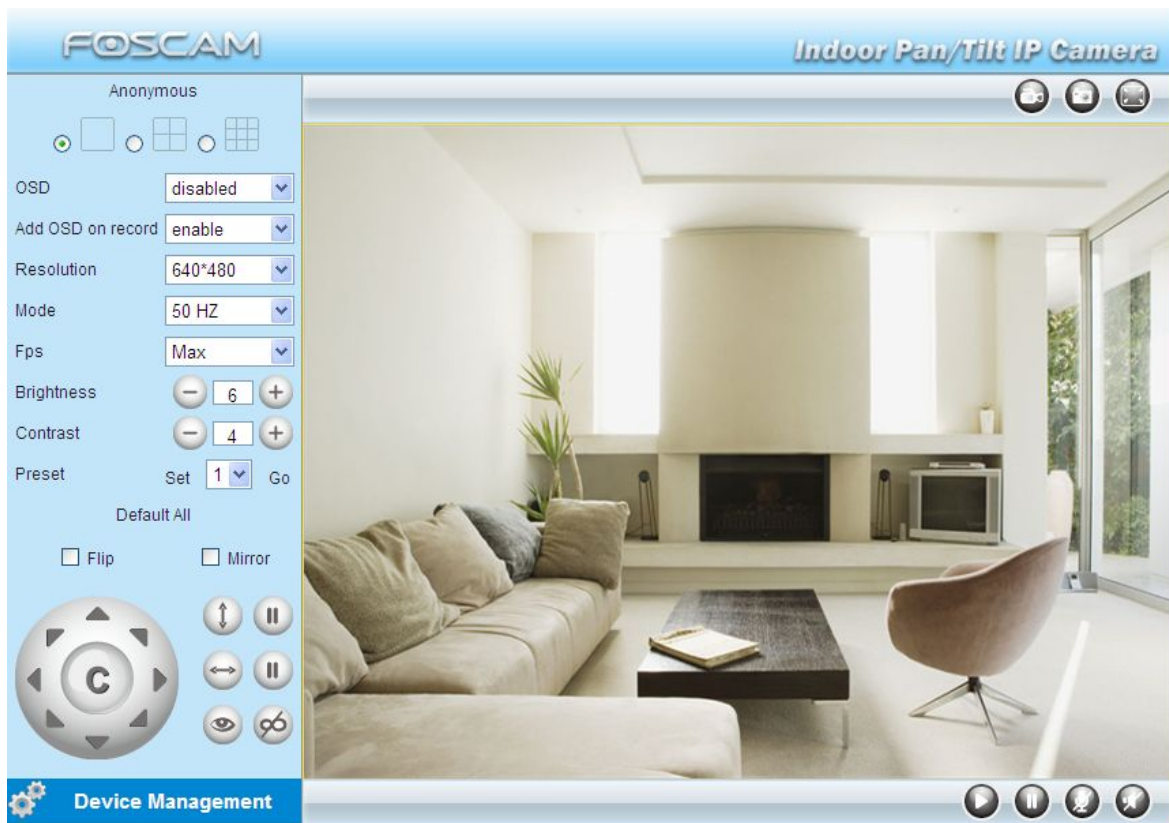 FOSCAM
Indoor Pan/Tilt IP Camera
Anonymous
OSD disabled
Add OSD on record enable
Resolution 640*480
Mode 50 HZ
Fps Max
Brightness 6
Contrast 4
Preset Set 1 Go
Default All
Flip Mirror
C
Device Management